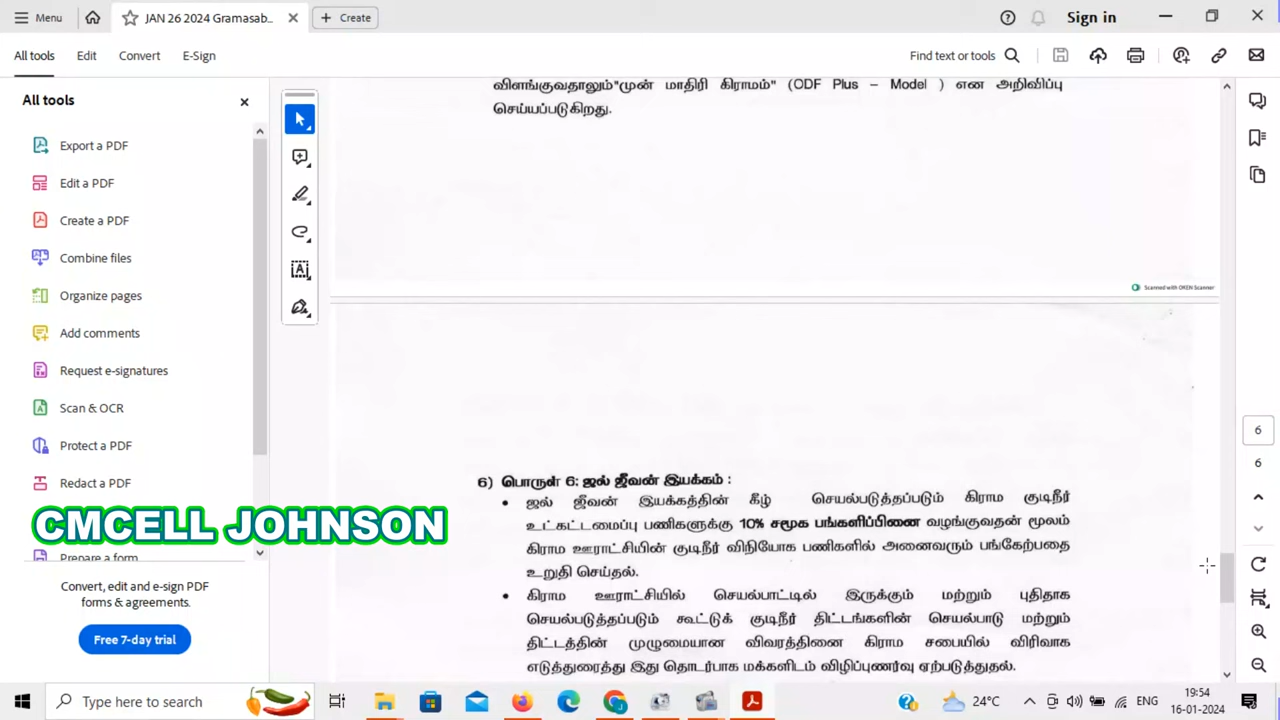 Menu
JAN 26 2024 Gramasab...
Create
Sign in
All tools
Edit
Convert
E-Sign
Find text or tools
All tools
Export a PDF
Edit a PDF
Create a PDF
Combine files
Organize pages
Add comments
Request e-signatures
Scan & OCR
Protect a PDF
Redact a PDF
Prepare a form
Convert, edit and e-sign PDF
forms & agreements.
Free 7-day trial
CMCELL JOHNSON
விளங்குவதாலும்"முன் மாதிரி கிராமம்" (ODF Plus – Model ) என அறிவிப்பு
செய்யப்படுகிறது.
Scanned with OKEN Scanner
6) பொருள் 6: ஜல் ஜீவன் இயக்கம் :
• ஜல் ஜீவன் இயக்கத்தின் கீழ் செயல்படுத்தப்படும் கிராம குடிநீர்
உட்கட்டமைப்பு பணிகளுக்கு 10% சமூக பங்களிப்பினை வழங்குவதன் மூலம்
கிராம ஊராட்சியின் குடிநீர் விநியோக பணிகளில் அனைவரும் பங்கேற்பதை
உறுதி செய்தல்.
• கிராம ஊராட்சியில் செயல்பாட்டில் இருக்கும் மற்றும் புதிதாக
செயல்படுத்தப்படும் கூட்டுக் குடிநீர் திட்டங்களின் செயல்பாடு மற்றும்
திட்டத்தின் முழுமையான விவரத்தினை கிராம சபையில் விரிவாக
எடுத்துரைத்து இது தொடர்பாக மக்களிடம் விழிப்புணர்வு ஏற்படுத்துதல்.
6
6
Type here to search
24°C
ENG
19:54
16-01-2024